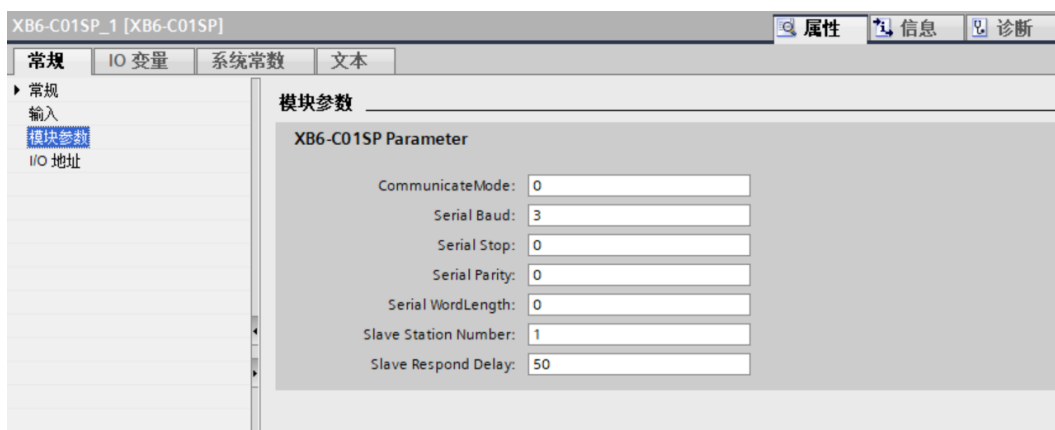 XB6-C01SP_1 [XB6-C01SP]
属性 信息 诊断
常规 IO 变量 系统常数 文本
常规
输入
模块参数
I/O 地址
模块参数
XB6-C01SP Parameter
CommunicateMode: 0
Serial Baud: 3
Serial Stop: 0
Serial Parity: 0
Serial WordLength: 0
Slave Station Number: 1
Slave Respond Delay: 50